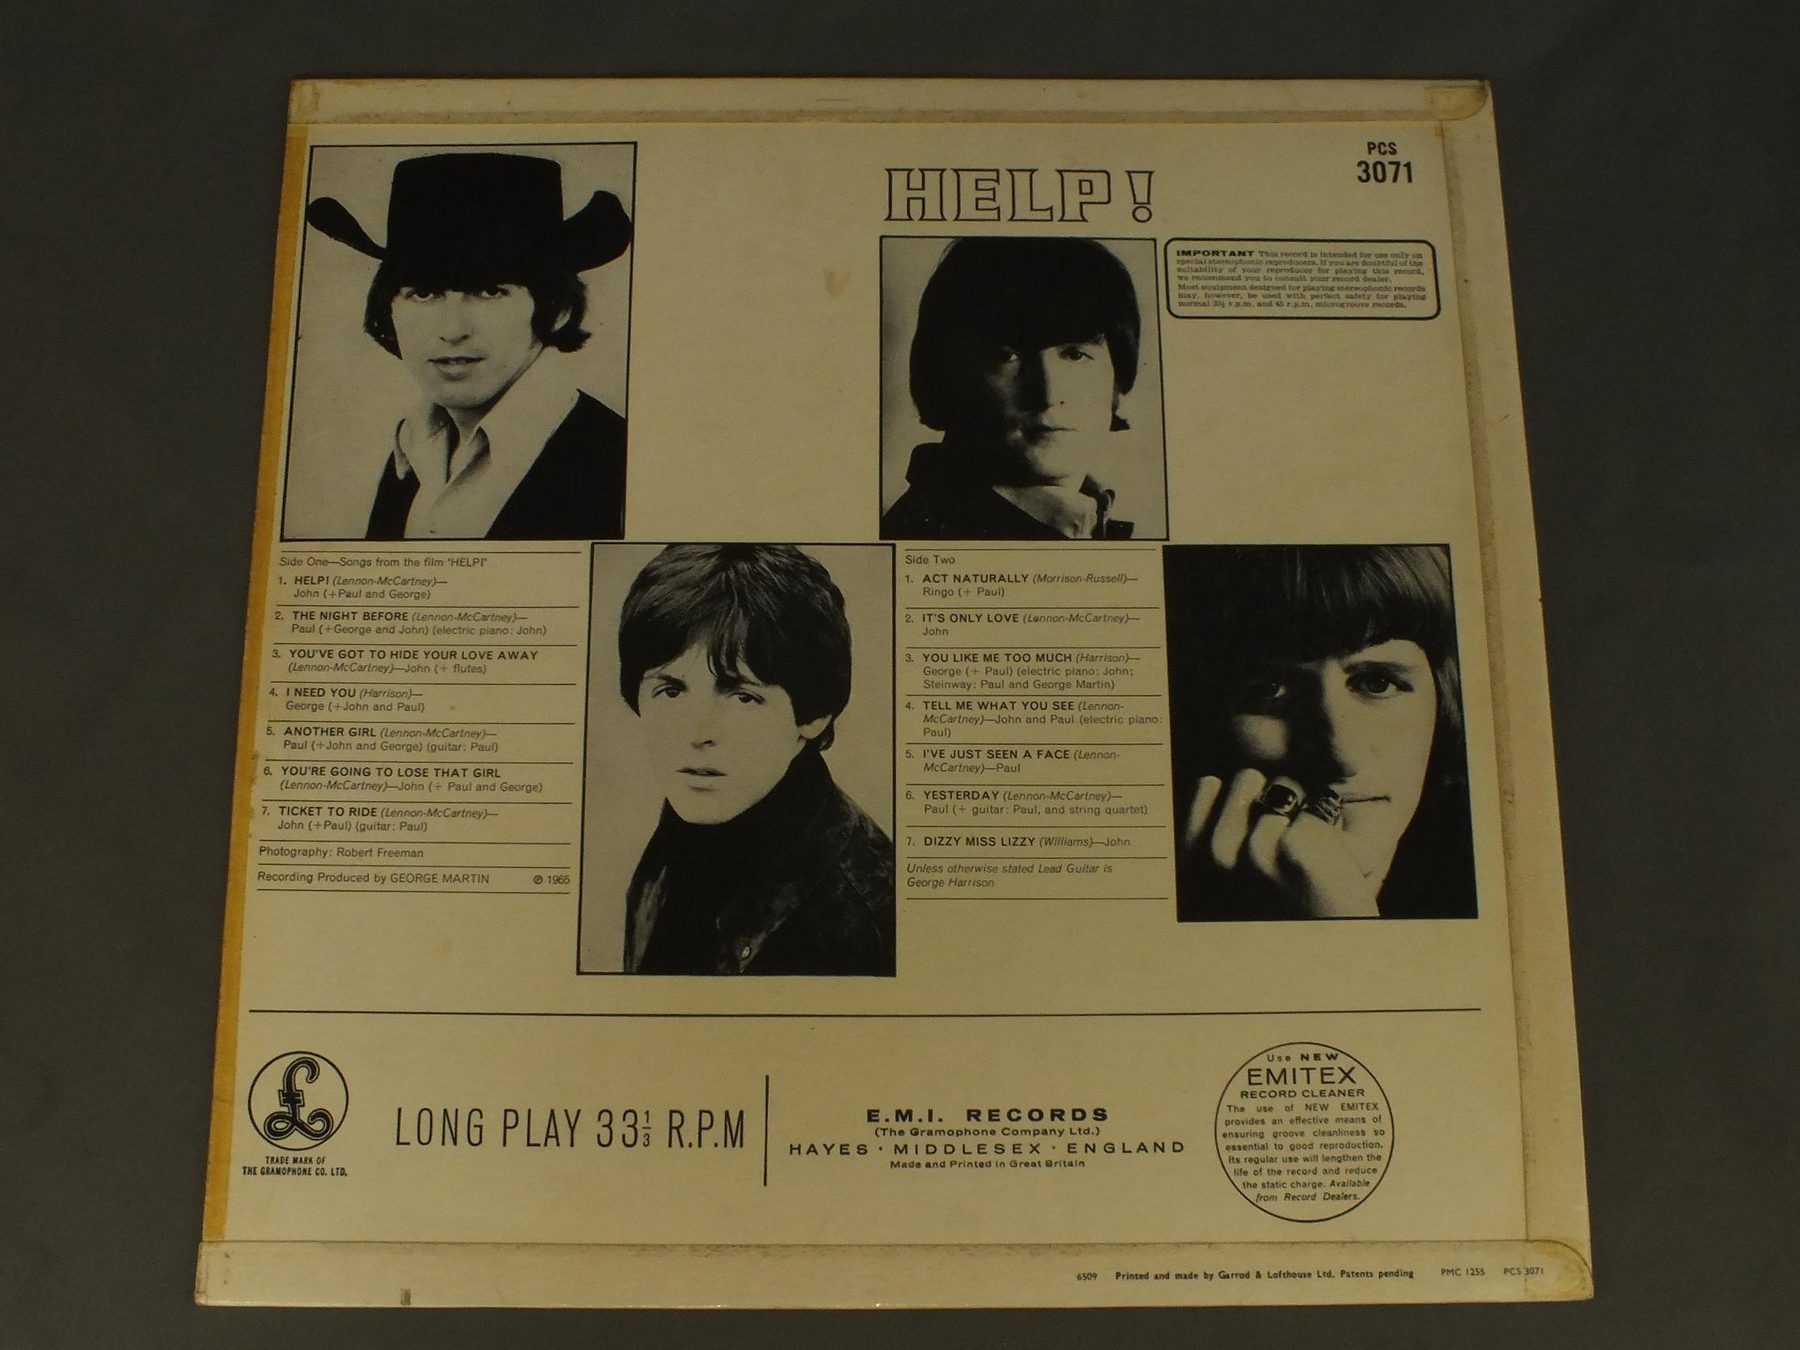 PCS
3071
HELP!
IMPORTANT This record is intended for use only on
special stereophonic reproducers. If you are doubtful of the
suitability of your reproducer for playing this record,
we recommend you to consult your record dealer.
Most equipment designed for playing stereophonic records
may, however, be used with perfect safety for playing
normal 33⅓ r.p.m. and 45 r.p.m. microgroove records.
Side One—Songs from the film 'HELP!'
1. HELP! (Lennon-McCartney)—
John (+Paul and George)
2. THE NIGHT BEFORE (Lennon-McCartney)—
Paul (+George and John) (electric piano: John)
3. YOU'VE GOT TO HIDE YOUR LOVE AWAY
(Lennon-McCartney)—John (+ flutes)
4. I NEED YOU (Harrison)—
George (+John and Paul)
5. ANOTHER GIRL (Lennon-McCartney)—
Paul (+John and George) (guitar: Paul)
6. YOU'RE GOING TO LOSE THAT GIRL
(Lennon-McCartney)—John (+ Paul and George)
7. TICKET TO RIDE (Lennon-McCartney)—
John (+Paul) (guitar: Paul)
Photography: Robert Freeman
Recording Produced by GEORGE MARTIN ℗ 1965
Side Two
1. ACT NATURALLY (Morrison-Russell)—
Ringo (+ Paul)
2. IT'S ONLY LOVE (Lennon-McCartney)—
John
3. YOU LIKE ME TOO MUCH (Harrison)—
George (+ Paul) (electric piano: John;
Steinway: Paul and George Martin)
4. TELL ME WHAT YOU SEE (Lennon-
McCartney)—John and Paul (electric piano:
Paul)
5. I'VE JUST SEEN A FACE (Lennon-
McCartney)—Paul
6. YESTERDAY (Lennon-McCartney)—
Paul (+ guitar: Paul, and string quartet)
7. DIZZY MISS LIZZY (Williams)—John
Unless otherwise stated Lead Guitar is
George Harrison
£
TRADE MARK OF
THE GRAMOPHONE CO. LTD.
LONG PLAY 33⅓ R.P.M
E.M.I. RECORDS
(The Gramophone Company Ltd.)
HAYES · MIDDLESEX · ENGLAND
Made and Printed in Great Britain
Use NEW
EMITEX
RECORD CLEANER
The use of NEW EMITEX
provides an effective means of
ensuring groove cleanliness so
essential to good reproduction.
Its regular use will lengthen the
life of the record and reduce
the static charge. Available
from Record Dealers.
6509 Printed and made by Garrod & Lofthouse Ltd. Patents pending PMC 1255 PCS 3071